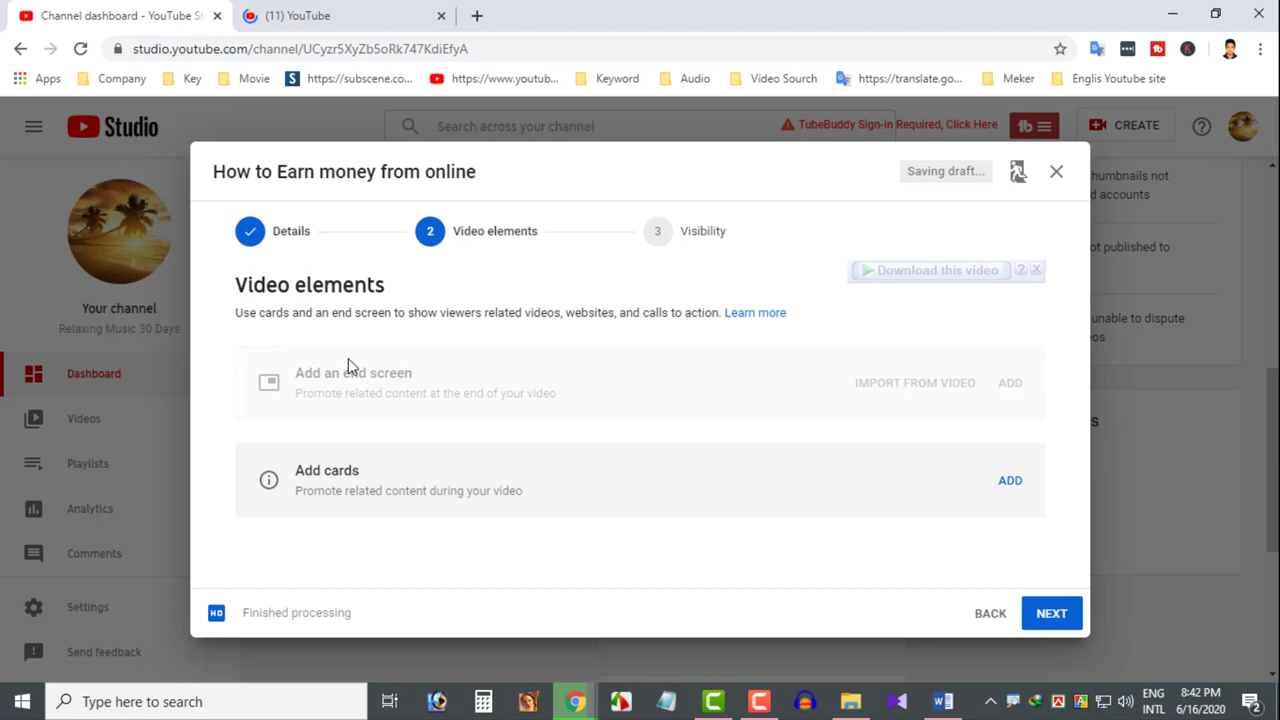 Channel dashboard - YouTube St
(11) YouTube
studio.youtube.com/channel/UCyzr5XyZb5oRk747KdiEfyA
Apps
Company
Key
Movie
S
https://subscene.co...
https://www.youtub...
Keyword
Audio
Video Sourch
https://translate.go...
Meker
Englis Youtube site
Studio
Search across your channel
TubeBuddy Sign-in Required, Click Here
tb
CREATE
How to Earn money from online
Saving draft...
Details
2
Video elements
3
Visibility
Download this video
?
X
Video elements
Use cards and an end screen to show viewers related videos, websites, and calls to action. Learn more
Add an end screen
Promote related content at the end of your video
IMPORT FROM VIDEO
ADD
Add cards
Promote related content during your video
ADD
HD
Finished processing
BACK
NEXT
Your channel
Relaxing Music 30 Days
Dashboard
Videos
Playlists
Analytics
Comments
Settings
Send feedback
humbnails not
d accounts
ot published to
unable to dispute
os
s
Type here to search
ENG
INTL
8:42 PM
6/16/2020
2